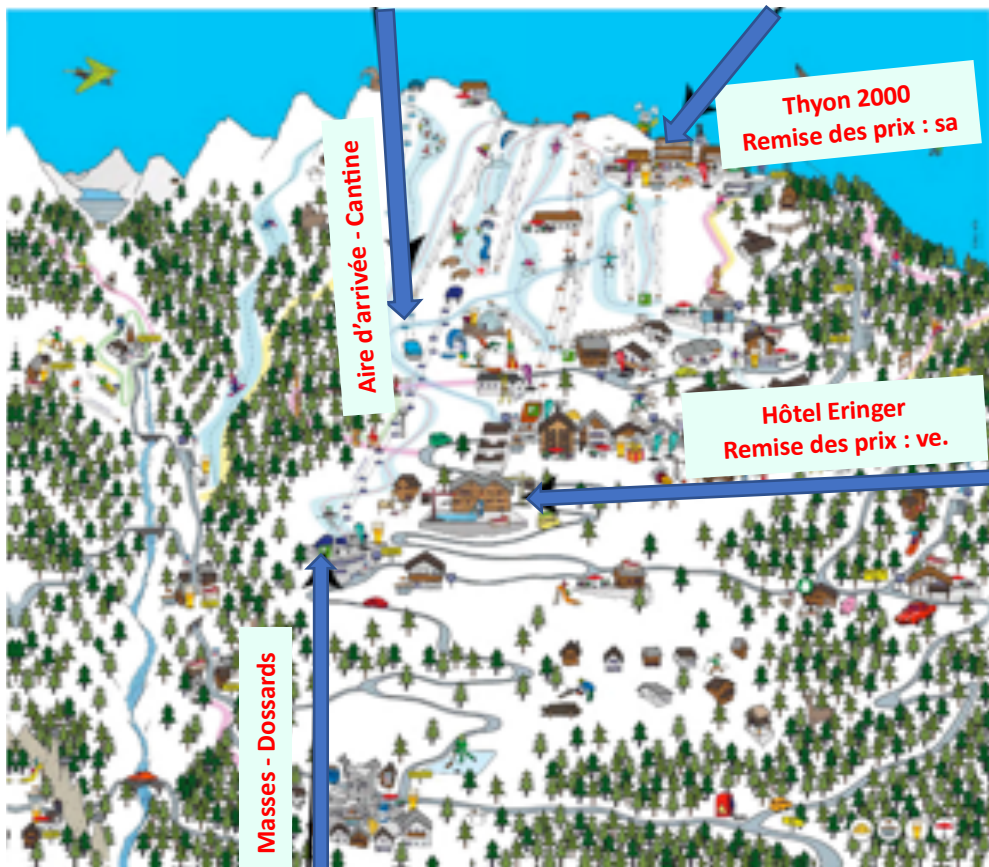 Thyon 2000
Remise des prix : sa
Aire d'arrivée - Cantine
Hôtel Eringer
Remise des prix : ve.
Masses - Dossards